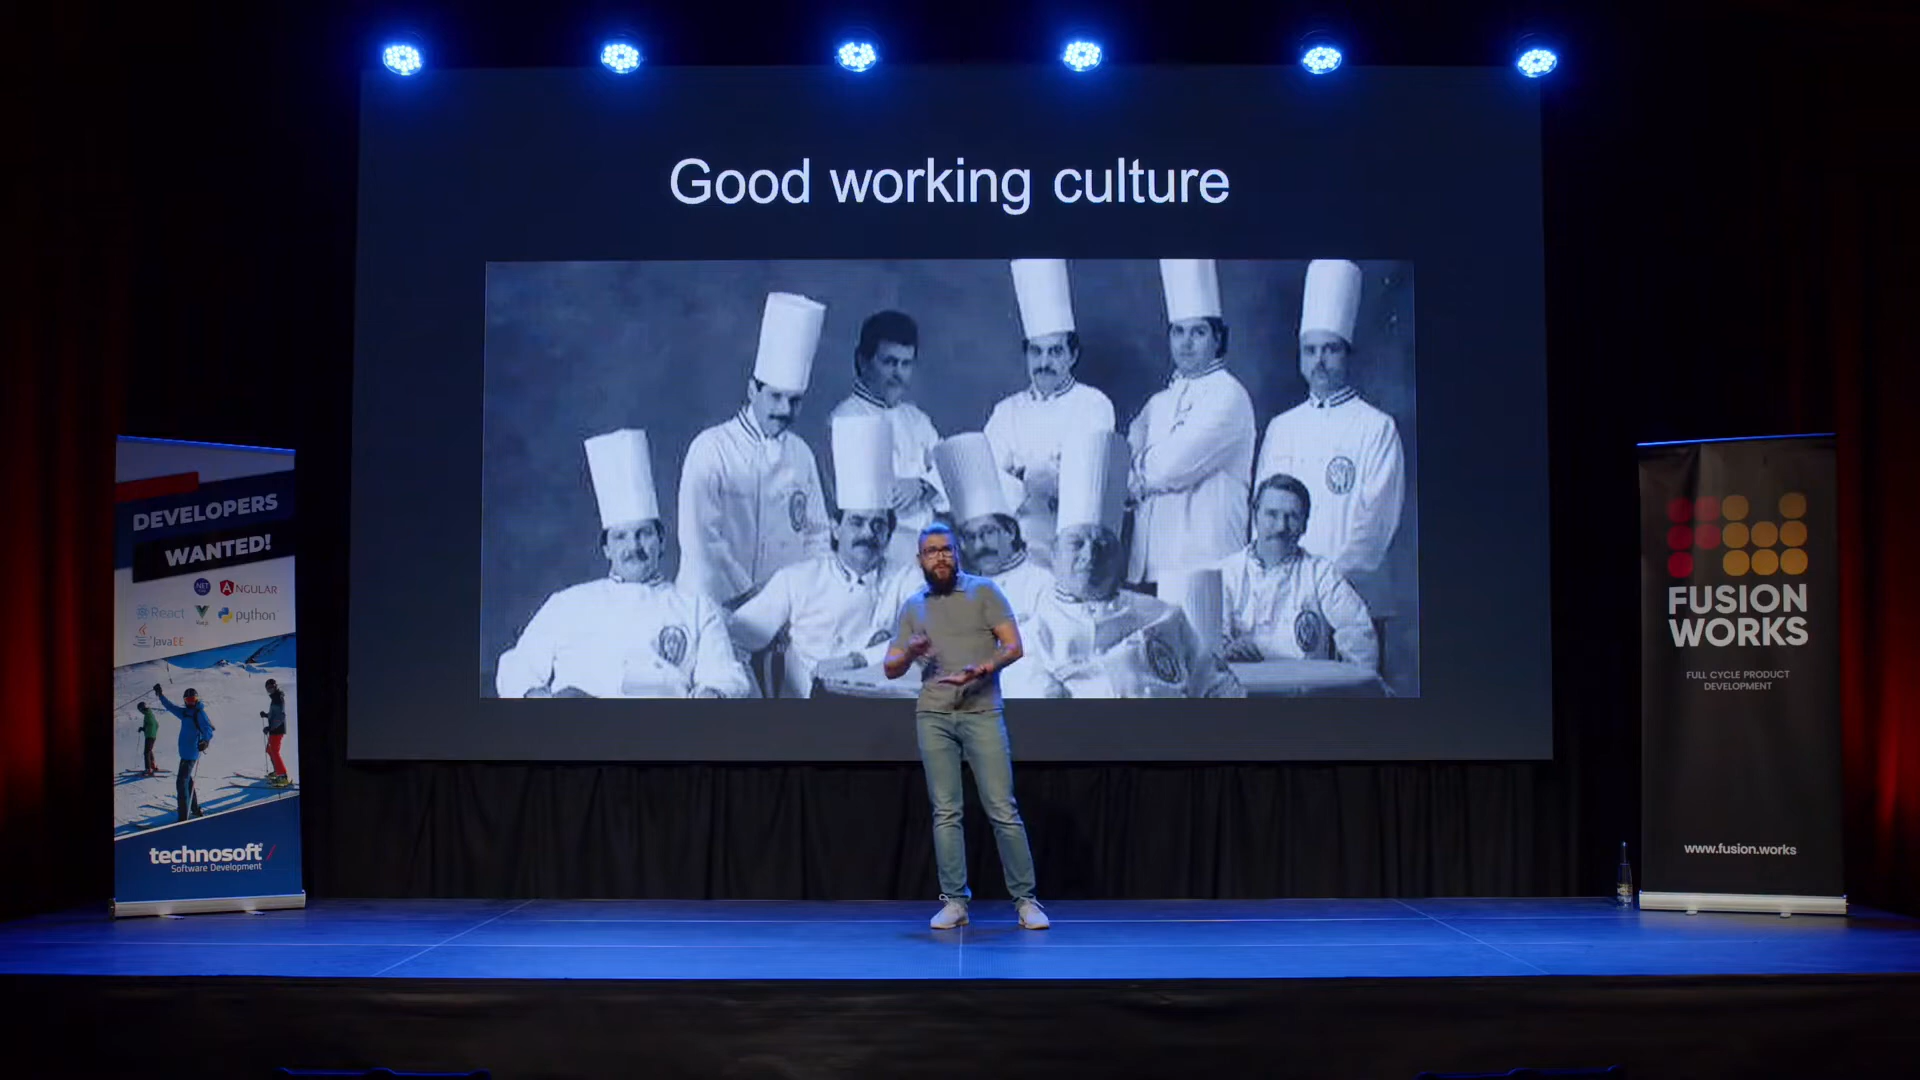 Good working culture
DEVELOPERS
WANTED!
.NET
ANGULAR
React
python
JavaEE
technosoft
Software Development
FUSION
WORKS
FULL CYCLE PRODUCT
DEVELOPMENT
www.fusion.works